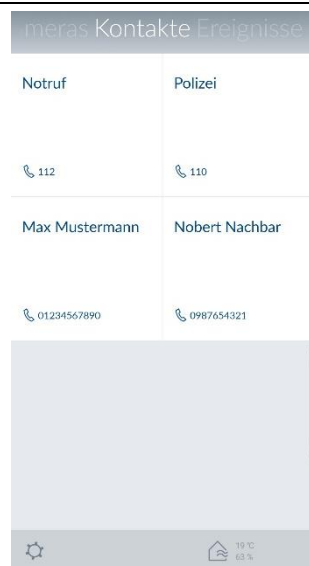 meras Kontakte Ereignisse
Notruf
Polizei
112
110
Max Mustermann
Nobert Nachbar
01234567890
0987654321
19 °C
63 %